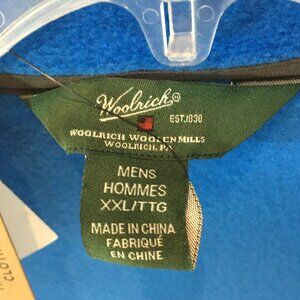 Woolrich
EST.1830
WOOLRICH WOOLEN MILLS
WOOLRICH, PA
MENS
HOMMES
XXL/TTG
MADE IN CHINA
FABRIQUÉ
EN CHINE